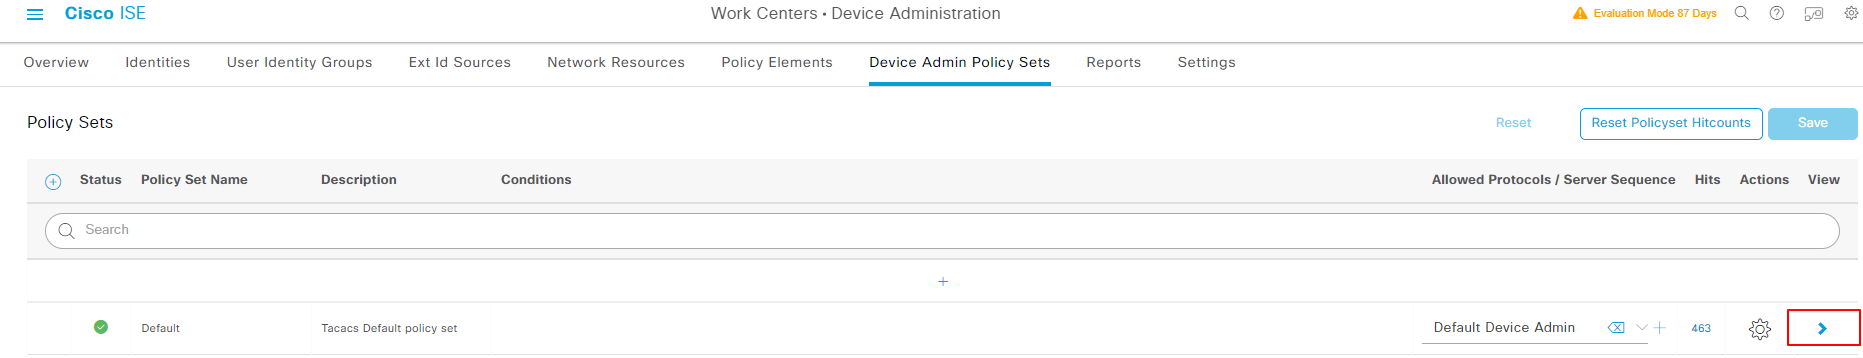 Cisco ISE
Work Centers · Device Administration
Evaluation Mode 87 Days
Overview Identities User Identity Groups Ext Id Sources Network Resources Policy Elements Device Admin Policy Sets Reports Settings
Policy Sets
Reset Reset Policyset Hitcounts Save
Status Policy Set Name Description Conditions Allowed Protocols / Server Sequence Hits Actions View
Search
Default Tacacs Default policy set Default Device Admin 463